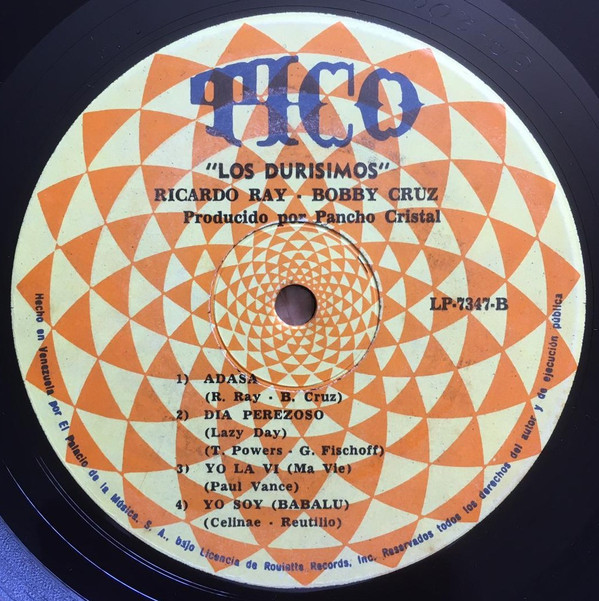 TICO
"LOS DURISIMOS"
RICARDO RAY · BOBBY CRUZ
Producido por Pancho Cristal
LP-7347-B
1) ADASA
(R. Ray · B. Cruz)
2) DIA PEREZOSO
(Lazy Day)
(T. Powers · G. Fischoff)
3) YO LA VI (Ma Vie)
(Paul Vance)
4) YO SOY (BABALU)
(Celinae · Reutilio)
Hecho en Venezuela por El Palacio de la Música, S. A., bajo Licencia de Roulette Records, Inc. Reservados todos los derechos del autor y de ejecución pública